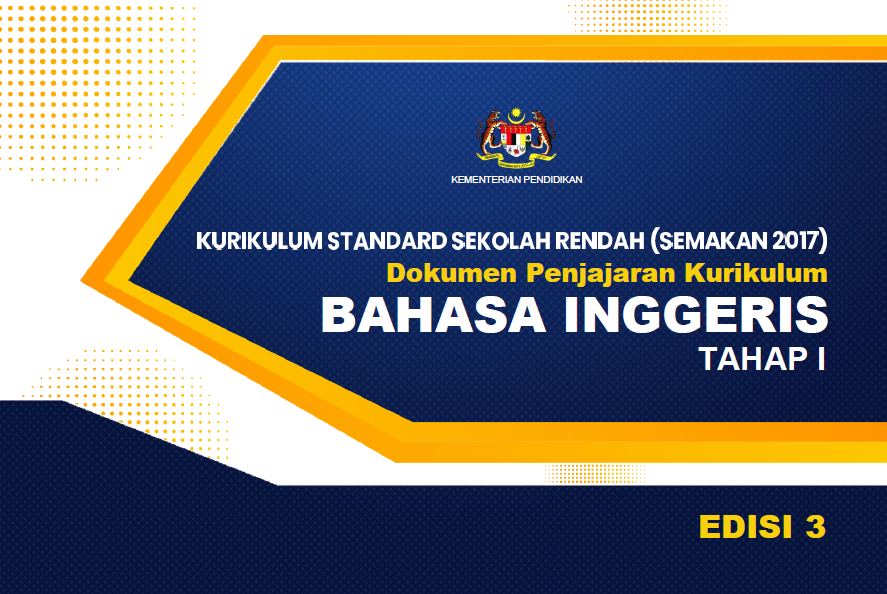 KEMENTERIAN PENDIDIKAN
KURIKULUM STANDARD SEKOLAH RENDAH (SEMAKAN 2017)
Dokumen Penjajaran Kurikulum
BAHASA INGGERIS
TAHAP I
EDISI 3